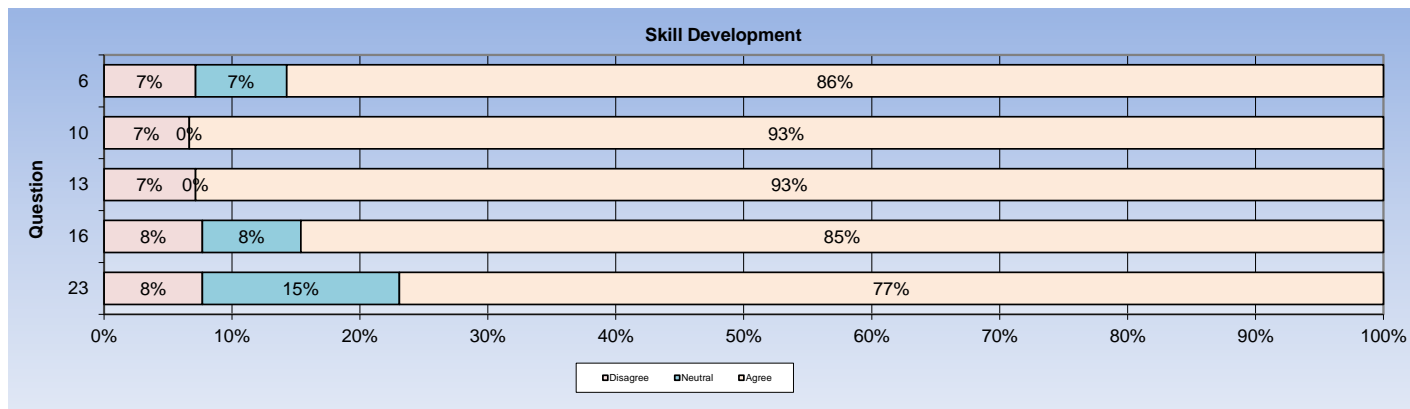 Skill Development
6 7% 7% 86%
10 7% 0% 93%
13 7% 0% 93%
Question
16 8% 8% 85%
23 8% 15% 77%
0% 10% 20% 30% 40% 50% 60% 70% 80% 90% 100%
Disagree Neutral Agree